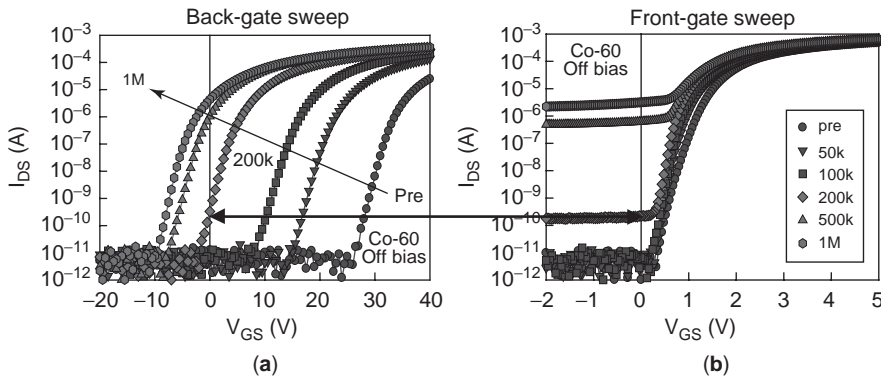 Back-gate sweep
10⁻³
10⁻⁴
10⁻⁵
10⁻⁶
10⁻⁷
10⁻⁸
10⁻⁹
10⁻¹⁰
10⁻¹¹
10⁻¹²
I_DS (A)
1M
200k
Pre
Co-60
Off bias
−20
−10
0
10
20
30
40
V_GS (V)
(a)
Front-gate sweep
10⁻³
10⁻⁴
10⁻⁵
10⁻⁶
10⁻⁷
10⁻⁸
10⁻⁹
10⁻¹⁰
10⁻¹¹
10⁻¹²
I_DS (A)
Co-60
Off bias
pre
50k
100k
200k
500k
1M
−2
−1
0
1
2
3
4
5
V_GS (V)
(b)